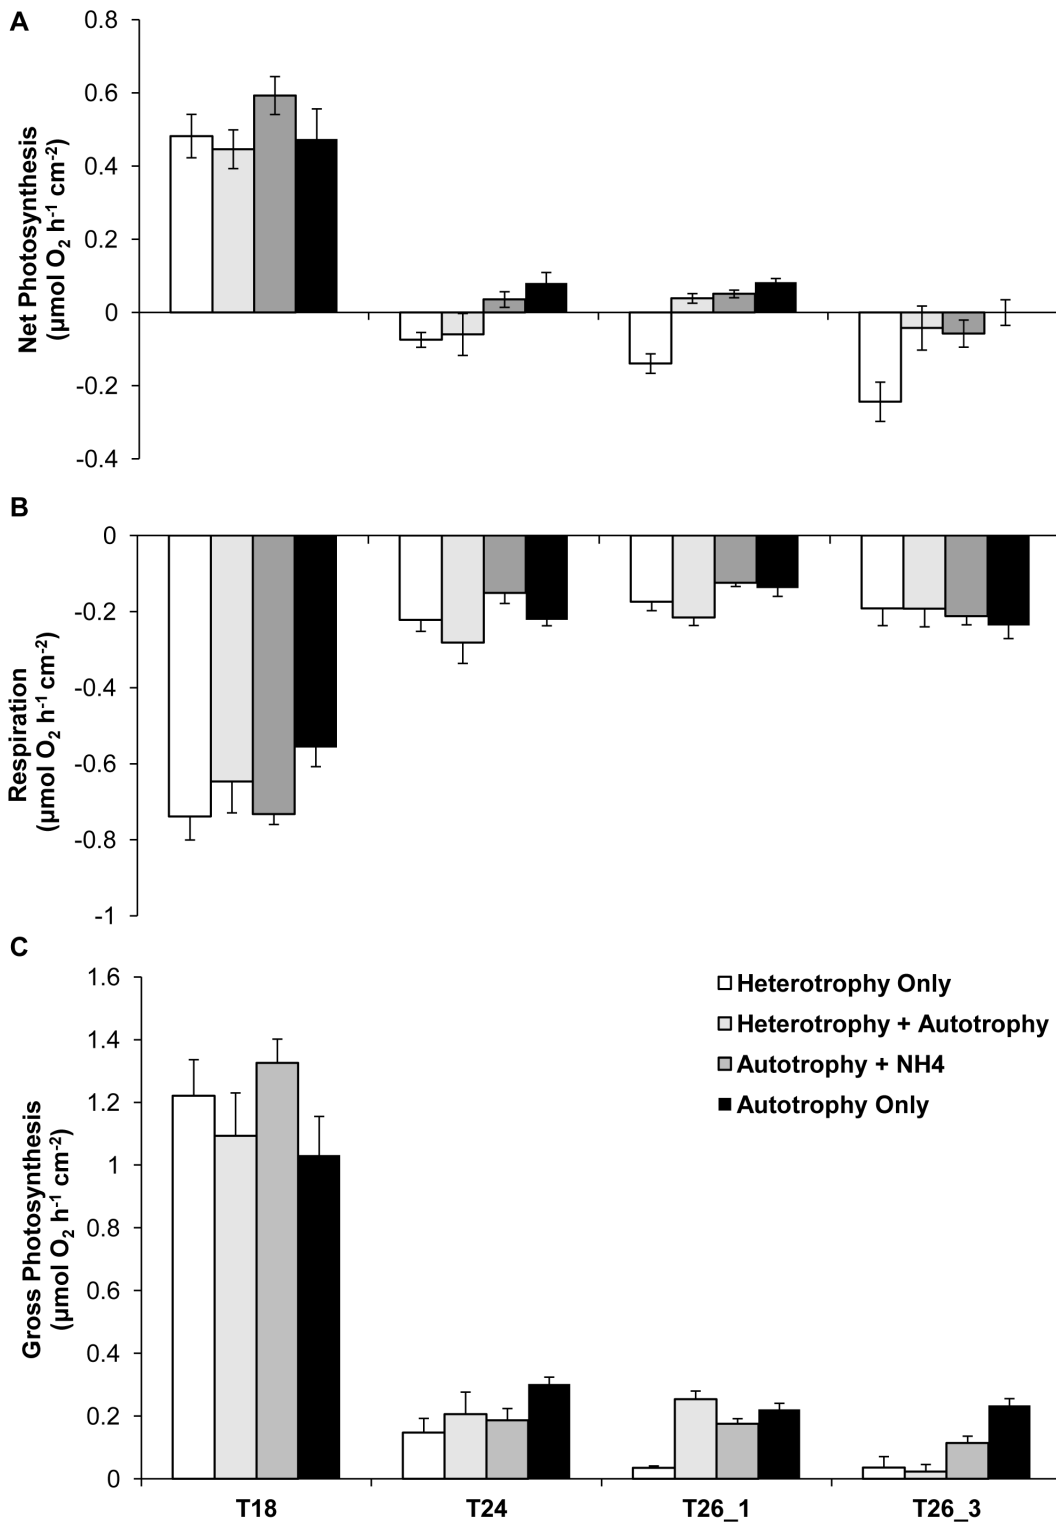 A
0.8
0.6
0.4
0.2
0
-0.2
-0.4
Net Photosynthesis
(µmol O2 h-1 cm-2)
B
0
-0.2
-0.4
-0.6
-0.8
-1
Respiration
(µmol O2 h-1 cm-2)
C
1.6
1.4
1.2
1
0.8
0.6
0.4
0.2
0
Gross Photosynthesis
(µmol O2 h-1 cm-2)
Heterotrophy Only
Heterotrophy + Autotrophy
Autotrophy + NH4
Autotrophy Only
T18 T24 T26_1 T26_3